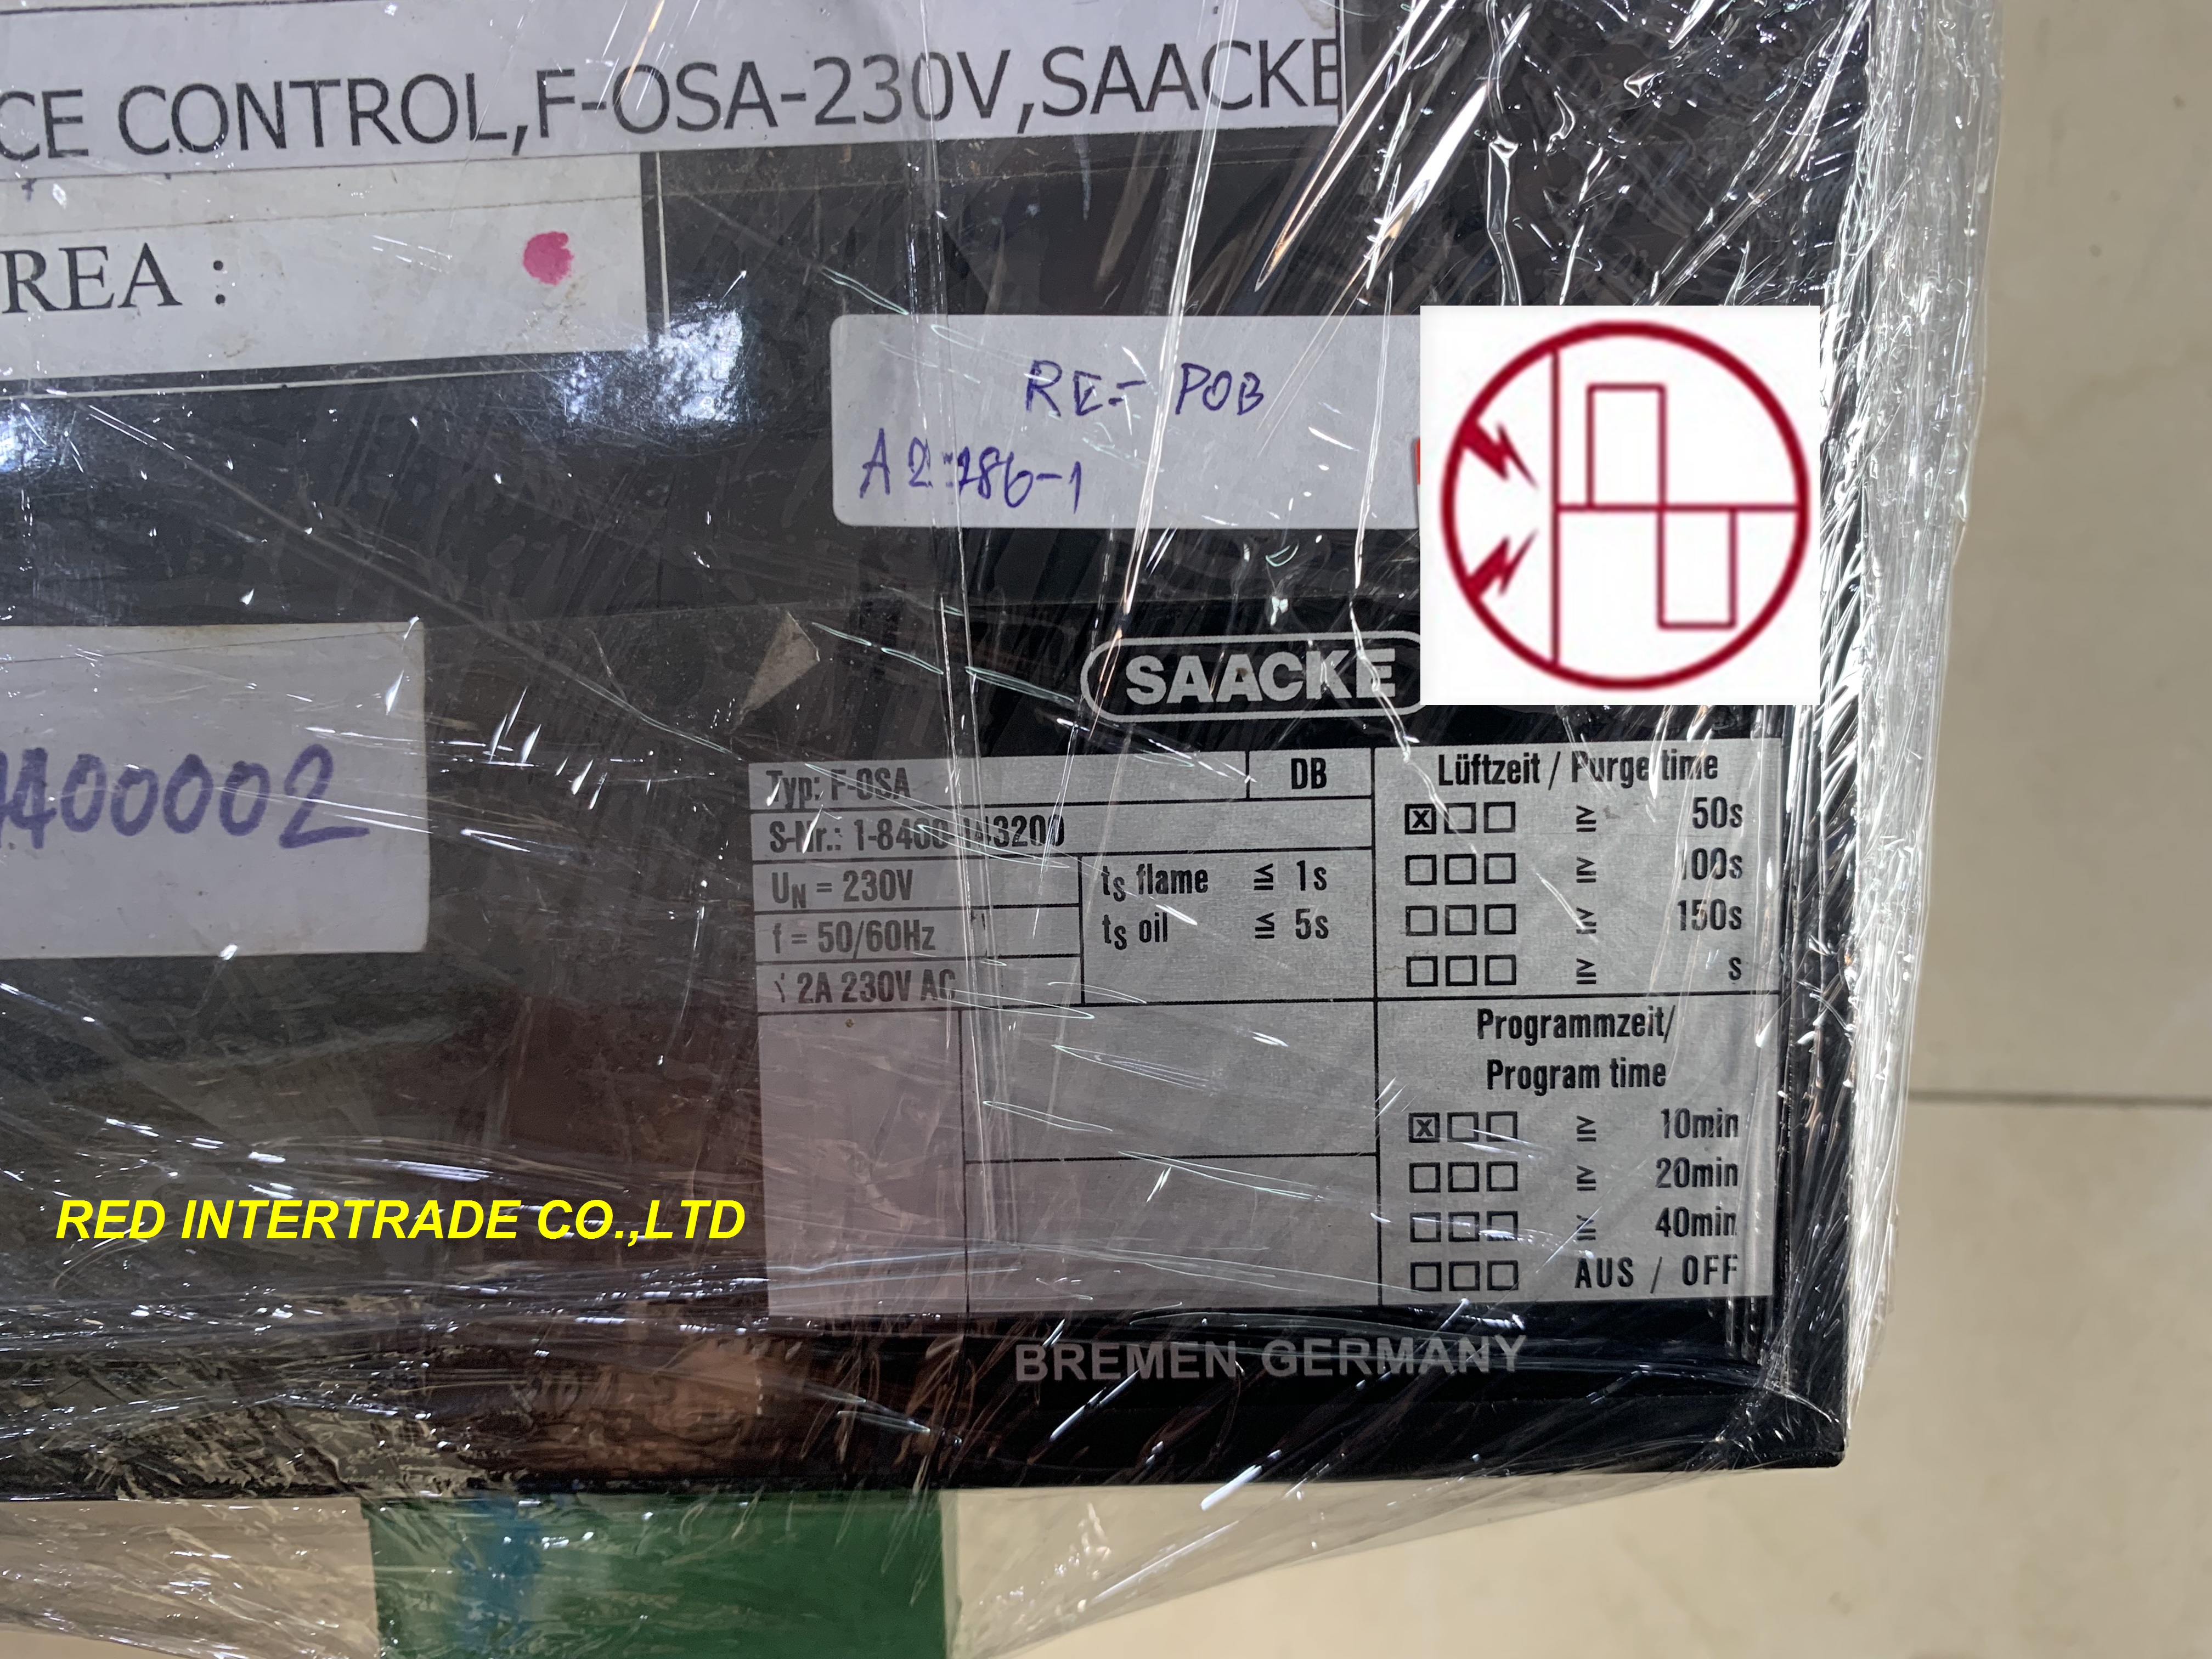 CE CONTROL,F-OSA-230V,SAACKE
REA :
RE- POB
A2-286-1
400002
SAACKE
Typ: F-OSA DB
S-Nr.: 1-8400-143200
UN = 230V
f = 50/60Hz
2A 230V AC
ts flame ≦ 1s
ts oil ≦ 5s
Lüftzeit / Purge time
☒☐☐ ≧ 50s
☐☐☐ ≧ 100s
☐☐☐ ≧ 150s
☐☐☐ ≧ s
Programmzeit/
Program time
☒☐☐ ≧ 10min
☐☐☐ ≧ 20min
☐☐☐ ≧ 40min
☐☐☐ AUS / OFF
BREMEN GERMANY
RED INTERTRADE CO.,LTD